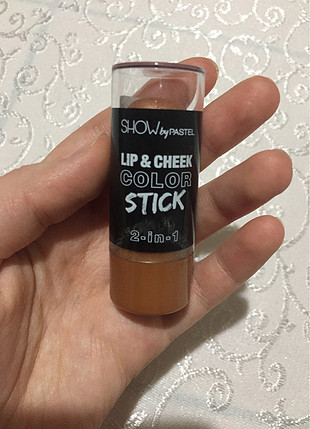 SHOW by PASTEL
LIP & CHEEK
COLOR
STICK
2-in-1